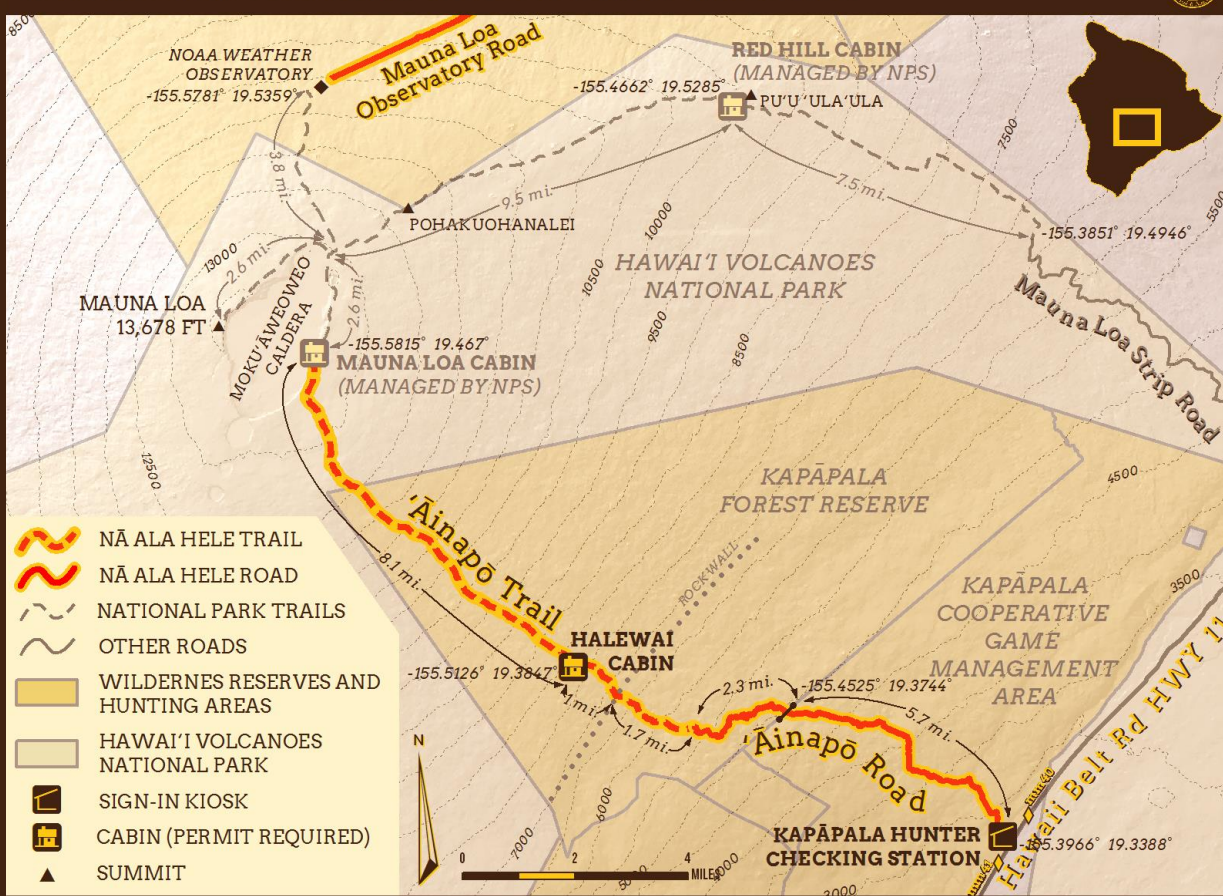 NOAA WEATHER
OBSERVATORY
-155.5781° 19.5359°
Mauna Loa
Observatory Road
RED HILL CABIN
(MANAGED BY NPS)
-155.4662° 19.5285°
PU'U 'ULA'ULA
8500
7500
5500
3.8 mi.
9.5 mi.
7.5 mi.
POHAKUOHANALEI
10000
-155.3851° 19.4946°
13000
2.6 mi.
HAWAI'I VOLCANOES
NATIONAL PARK
10500
MAUNA LOA
13,678 FT
MOKU'ĀWEOWEO
CALDERA
2.6 mi.
9500
8500
Mauna Loa Strip Road
-155.5815° 19.467°
MAUNA LOA CABIN
(MANAGED BY NPS)
12500
KAPĀPALA
FOREST RESERVE
4500
'Āinapō Trail
8.1 mi.
ROCK WALL
KAPĀPALA
COOPERATIVE
GAME
MANAGEMENT
AREA
3500
HALEWAI
CABIN
-155.5126° 19.3847°
1 mi.
1.7 mi.
2.3 mi.
-155.4525° 19.3744°
5.7 mi.
'Āinapō Road
Hawaii Belt Rd HWY 11
N
7000
6000
5000
4000
3000
0 2 4
MILES
KAPĀPALA HUNTER
CHECKING STATION
-155.3966° 19.3388°
NĀ ALA HELE TRAIL
NĀ ALA HELE ROAD
NATIONAL PARK TRAILS
OTHER ROADS
WILDERNES RESERVES AND
HUNTING AREAS
HAWAI'I VOLCANOES
NATIONAL PARK
SIGN-IN KIOSK
CABIN (PERMIT REQUIRED)
SUMMIT